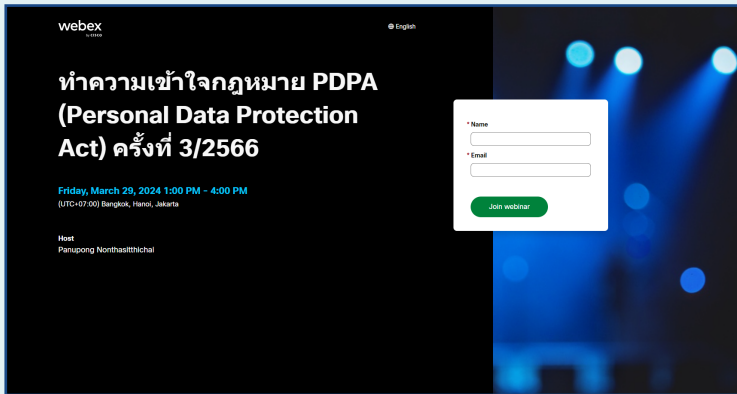 webex
by CISCO
English
ทำความเข้าใจกฎหมาย PDPA
(Personal Data Protection
Act) ครั้งที่ 3/2566
* Name
* Email
Friday, March 29, 2024 1:00 PM - 4:00 PM
(UTC+07:00) Bangkok, Hanoi, Jakarta
Join webinar
Host
Panupong Nonthasitthichai